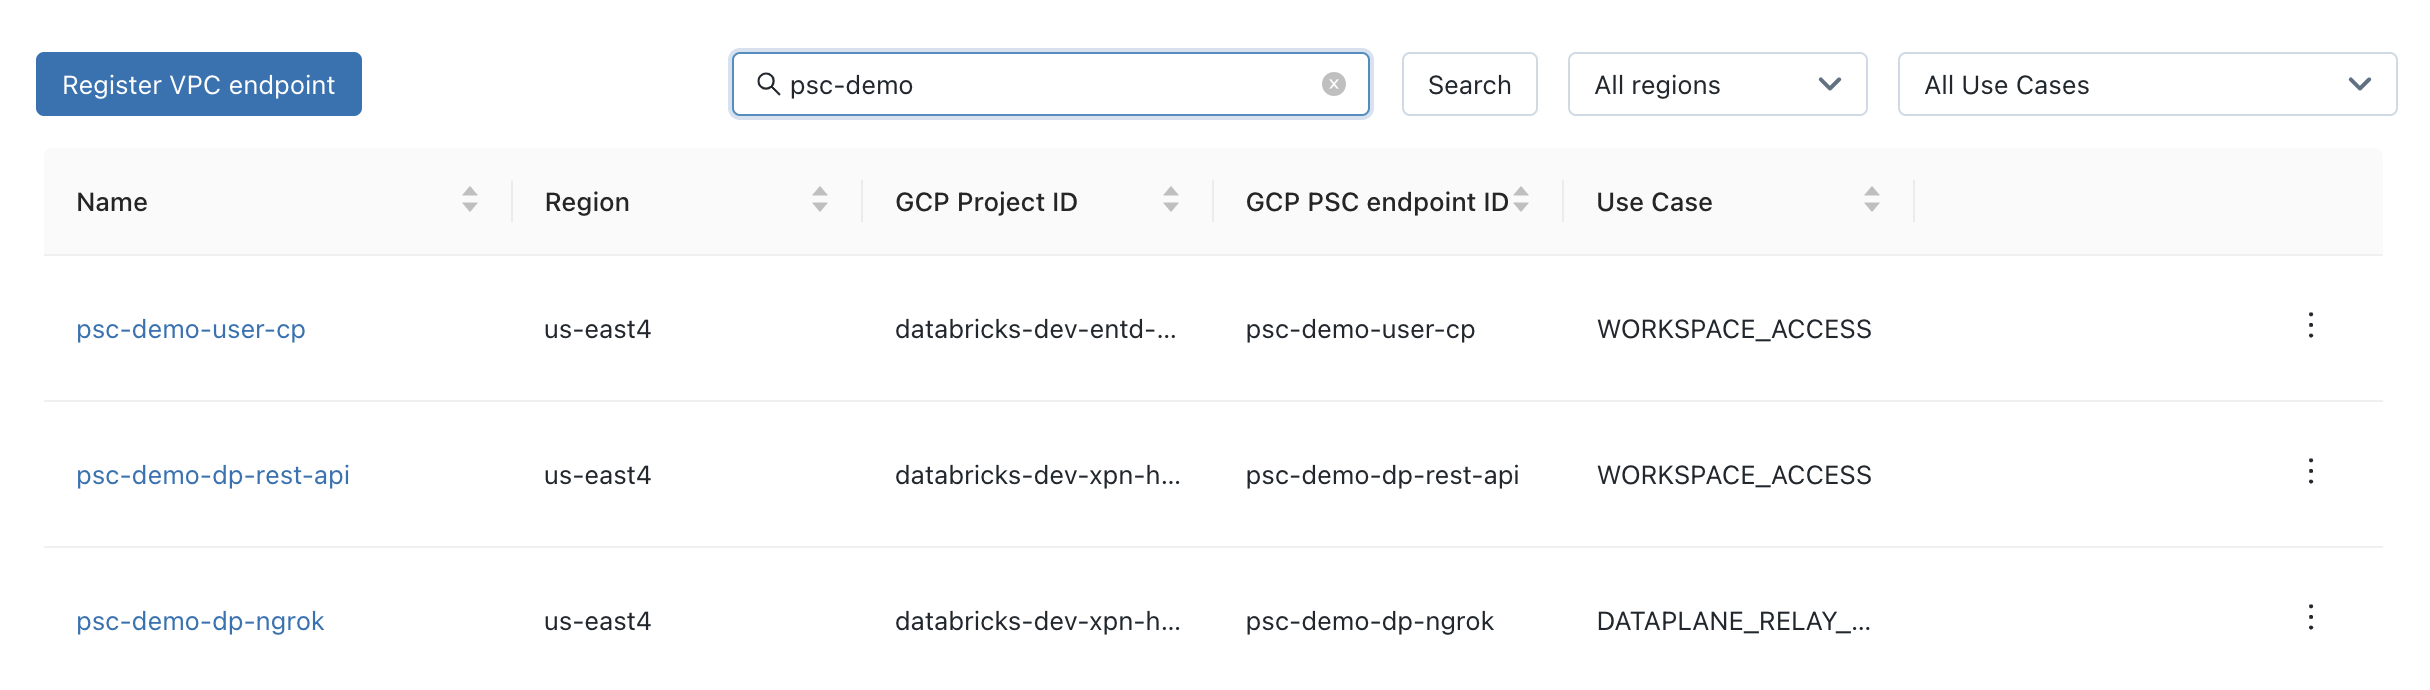 Register VPC endpoint psc-demo Search All regions All Use Cases
Name Region GCP Project ID GCP PSC endpoint ID Use Case
psc-demo-user-cp us-east4 databricks-dev-entd-... psc-demo-user-cp WORKSPACE_ACCESS
psc-demo-dp-rest-api us-east4 databricks-dev-xpn-h... psc-demo-dp-rest-api WORKSPACE_ACCESS
psc-demo-dp-ngrok us-east4 databricks-dev-xpn-h... psc-demo-dp-ngrok DATAPLANE_RELAY_...